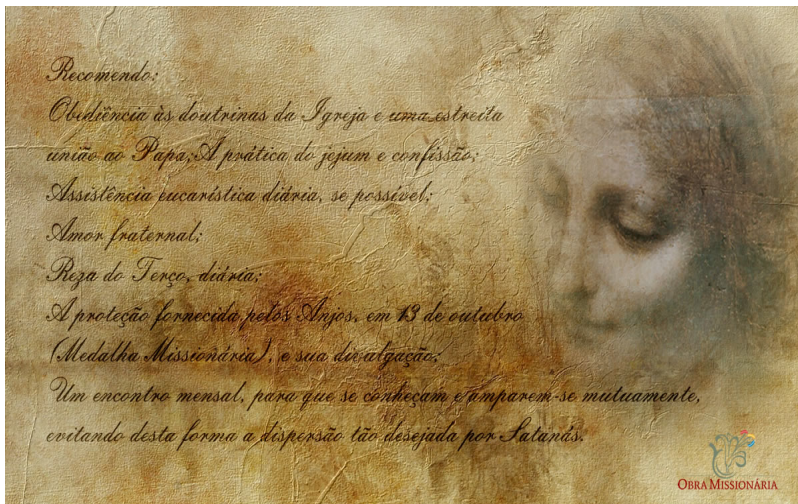 Recomendo:
Obediência às doutrinas da Igreja e uma estreita
união ao Papa;A prática do jejum e confissão;
Assistência eucarística diária, se possível;
Amor fraternal;
Reza do Terço, diária;
A proteção fornecida pelos Anjos, em 13 de outubro
(Medalha Missionária), e sua divulgação;
Um encontro mensal, para que se conheçam e amparem-se mutuamente,
evitando desta forma a dispersão tão desejada por Satanás.
OBRA MISSIONÁRIA